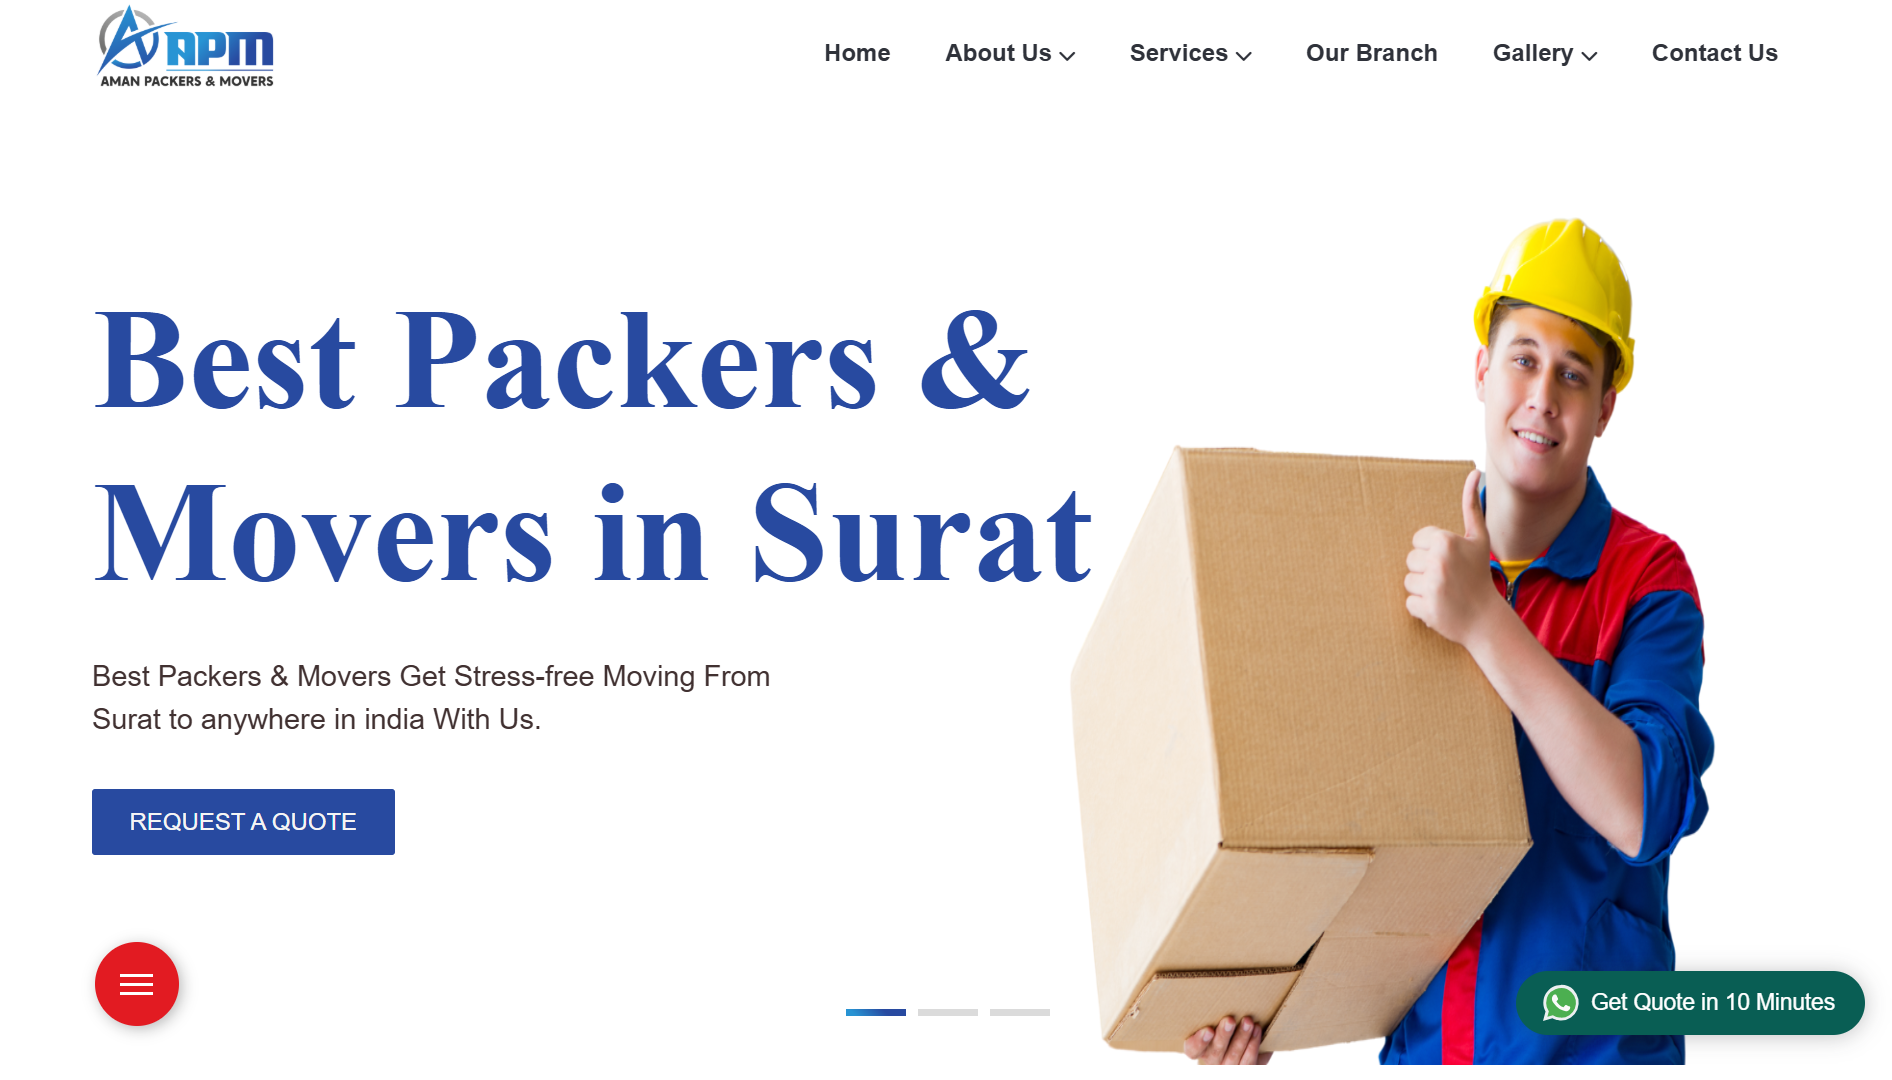 APM
AMAN PACKERS & MOVERS
Home
About Us
Services
Our Branch
Gallery
Contact Us
Best Packers &
Movers in Surat
Best Packers & Movers Get Stress-free Moving From
Surat to anywhere in india With Us.
REQUEST A QUOTE
Get Quote in 10 Minutes